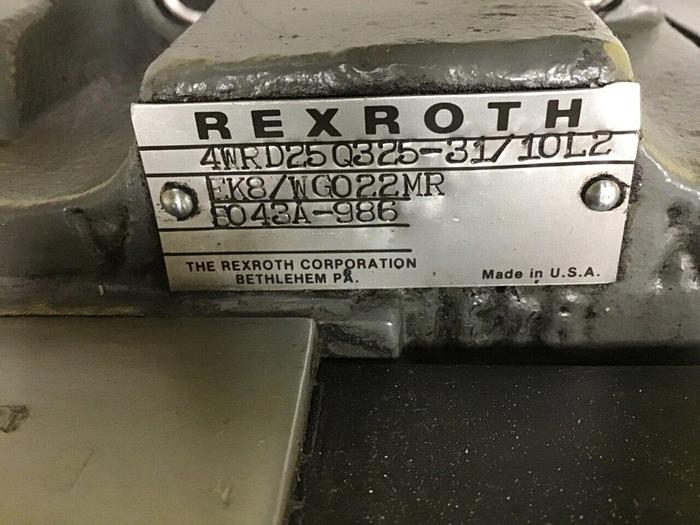 REXROTH
4WRD25Q325-31/10L2
EK8/WG022MR
E043A-986
THE REXROTH CORPORATION
BETHLEHEM PA.
Made in U.S.A.